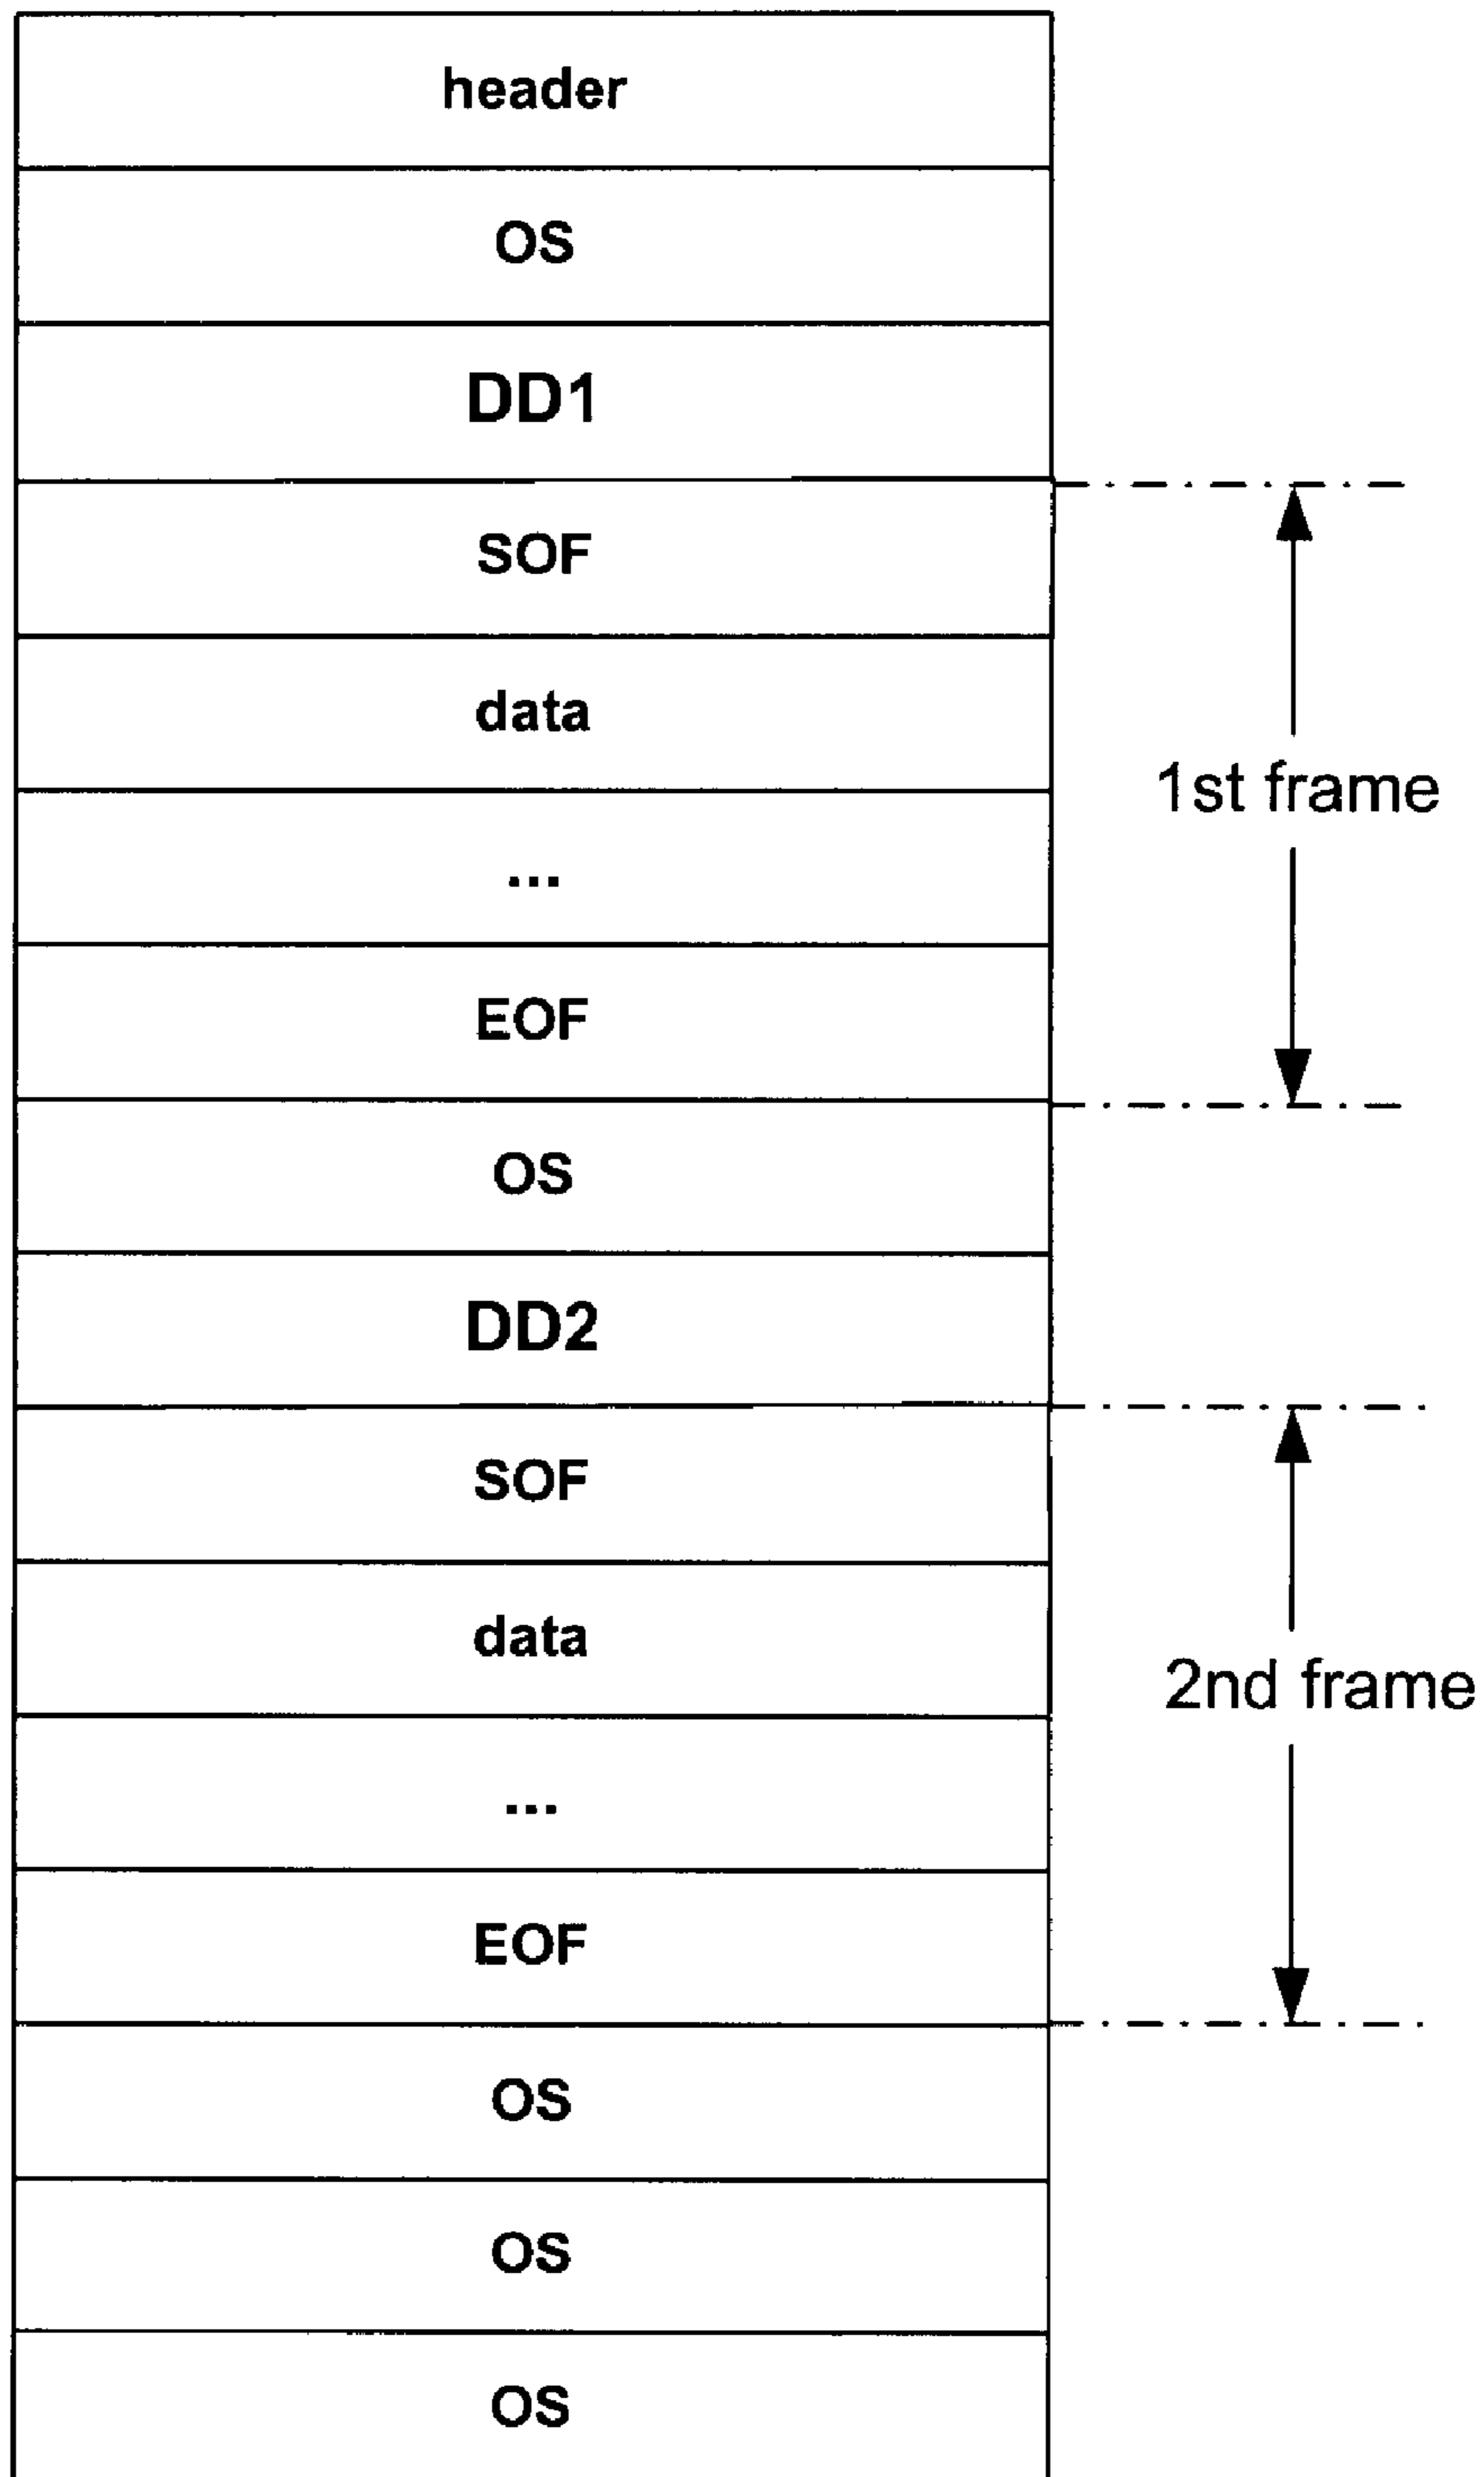 header
OS
DD1
SOF
data
1st frame
...
EOF
OS
DD2
SOF
data
2nd frame
...
EOF
OS
OS
OS